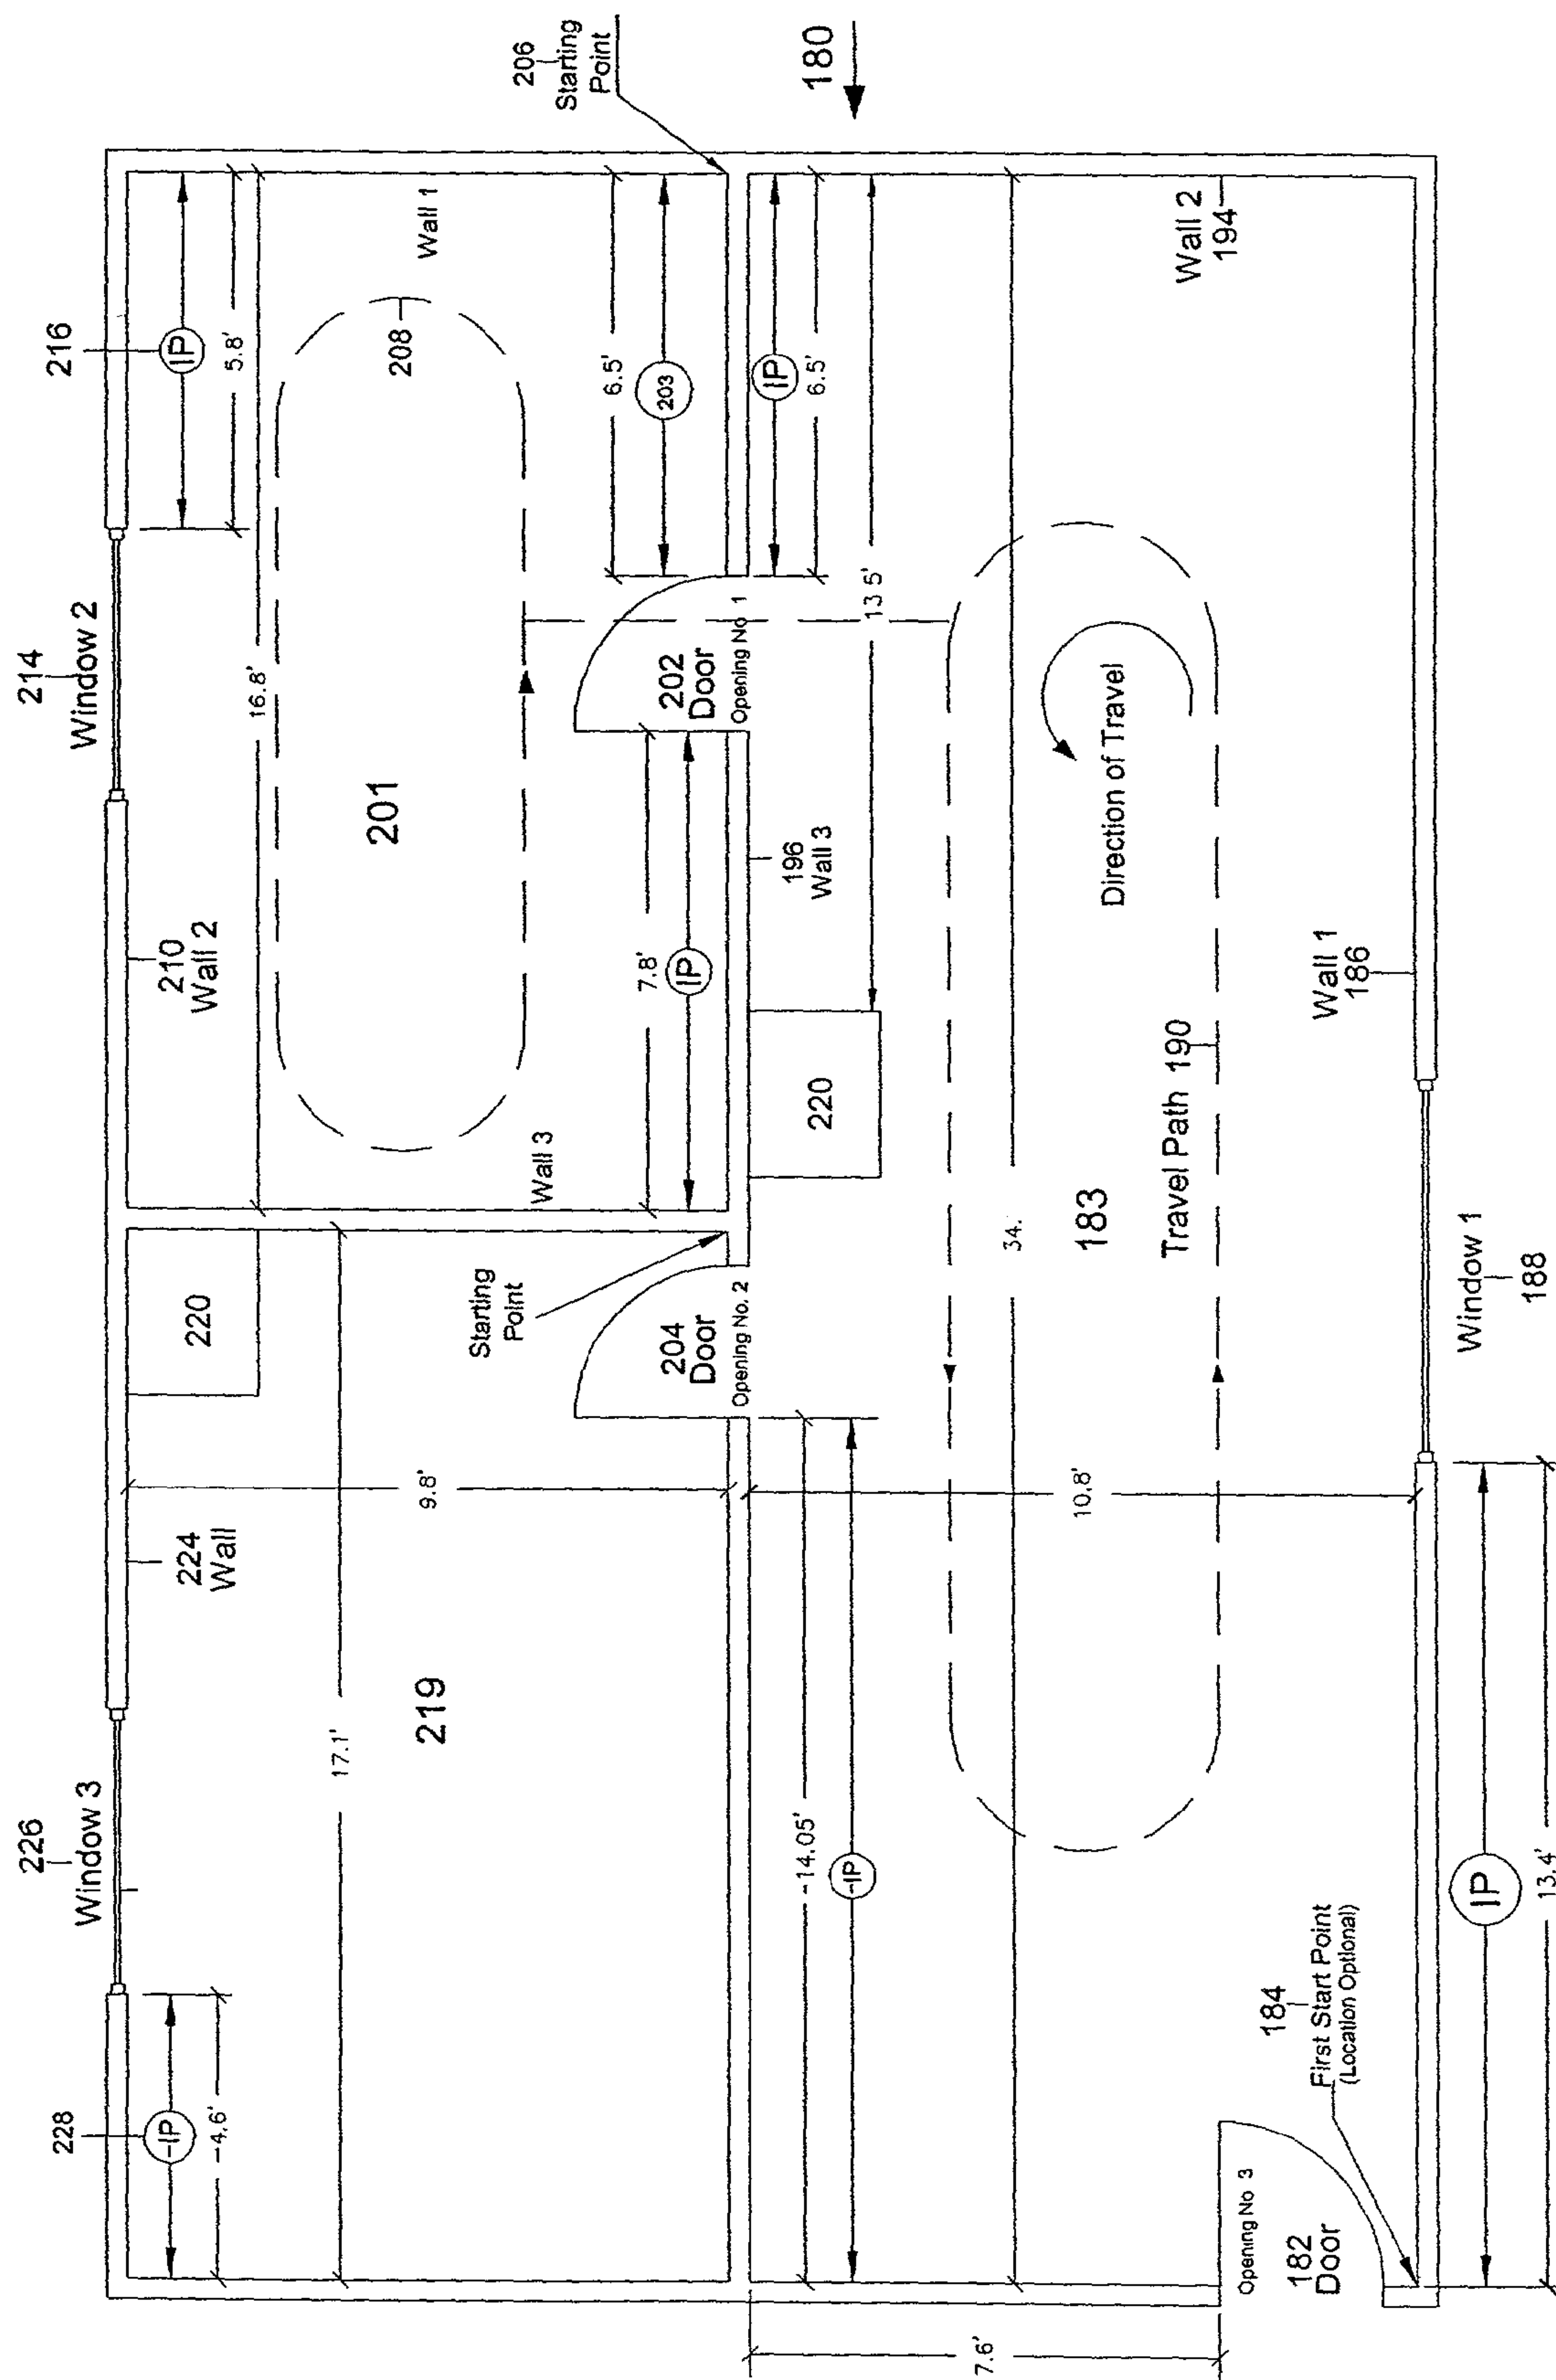 206
Starting
Point
180
216
IP
5.8'
Wall 1
208
6.5'
203
IP
6.5'
Wall 2
194
214
Window 2
16.8'
202
Door
Opening No 1
13 5'
201
210
Wall 2
7.8'
IP
196
Wall 3
Direction of Travel
Wall 1
186
Wall 3
220
183
Travel Path 190
34.
220
Starting
Point
204
Door
Opening No. 2
Window 1
188
224
Wall
9.8'
10.8'
219
17.1'
226
Window 3
-14.05'
-IP
184
First Start Point
(Location Optional)
IP
13.4'
228
-IP
-4.6'
Opening No 3
182
Door
7.6'